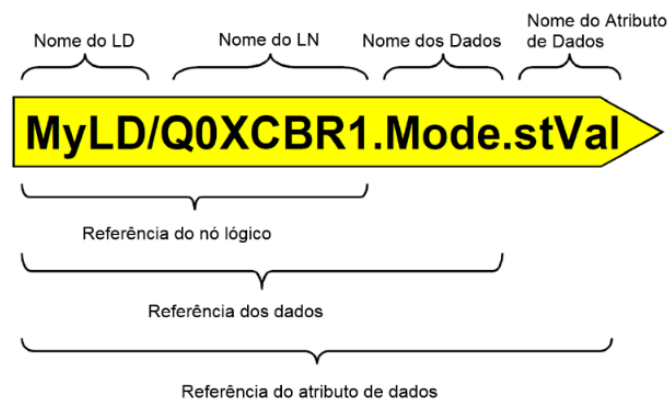 Nome do LD
Nome do LN
Nome dos Dados
Nome do Atributo
de Dados
MyLD/Q0XCBR1.Mode.stVal
Referência do nó lógico
Referência dos dados
Referência do atributo de dados